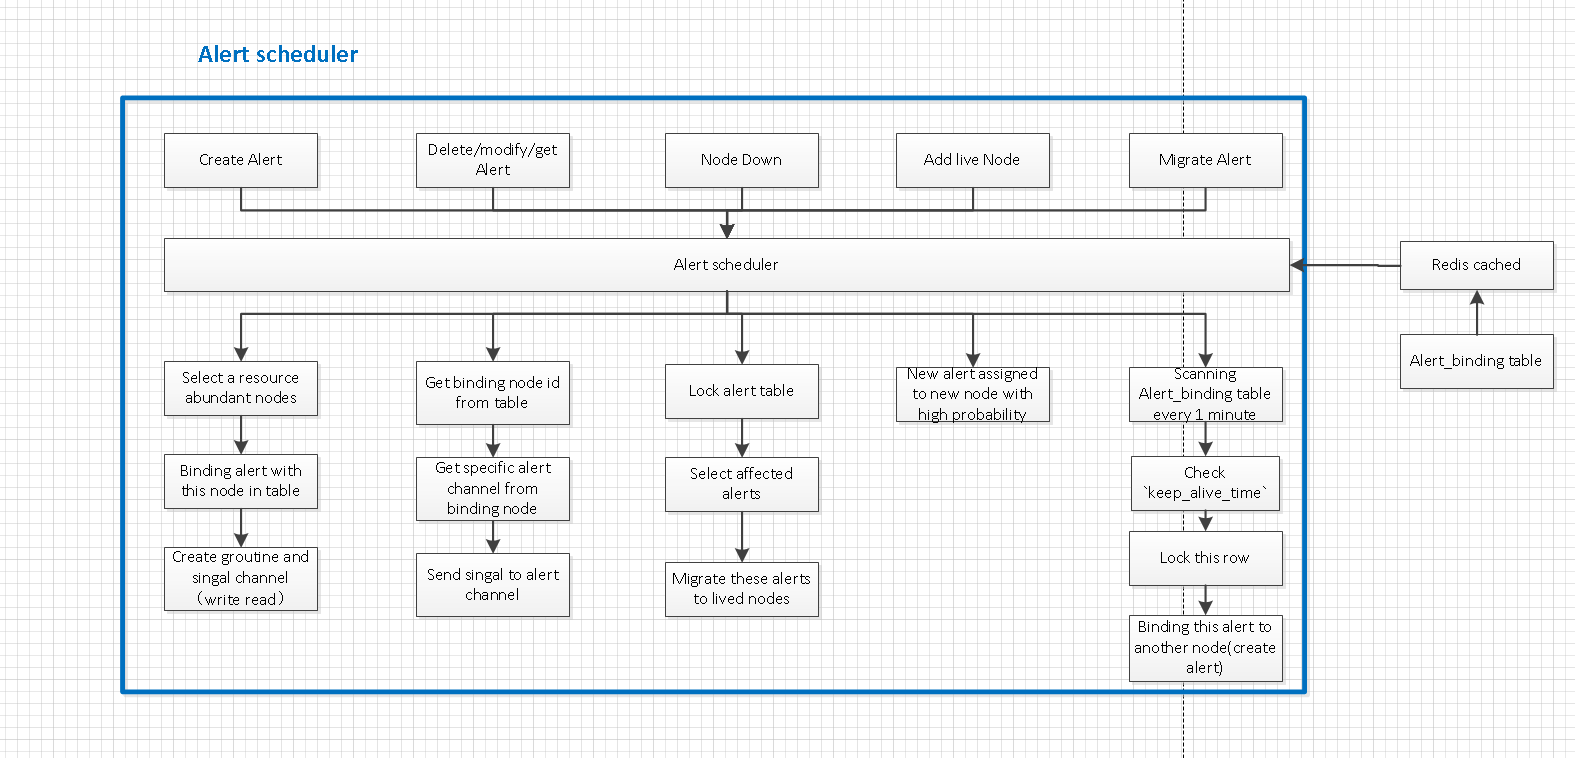 Alert scheduler
Create Alert
Delete/modify/get
Alert
Node Down
Add live Node
Migrate Alert
Alert scheduler
Redis cached
Alert_binding table
Select a resource
abundant nodes
Binding alert with
this node in table
Create groutine and
singal channel
（write read）
Get binding node id
from table
Get specific alert
channel from
binding node
Send singal to alert
channel
Lock alert table
Select affected
alerts
Migrate these alerts
to lived nodes
New alert assigned
to new node with
high probability
Scanning
Alert_binding table
every 1 minute
Check
`keep_alive_time`
Lock this row
Binding this alert to
another node(create
alert)